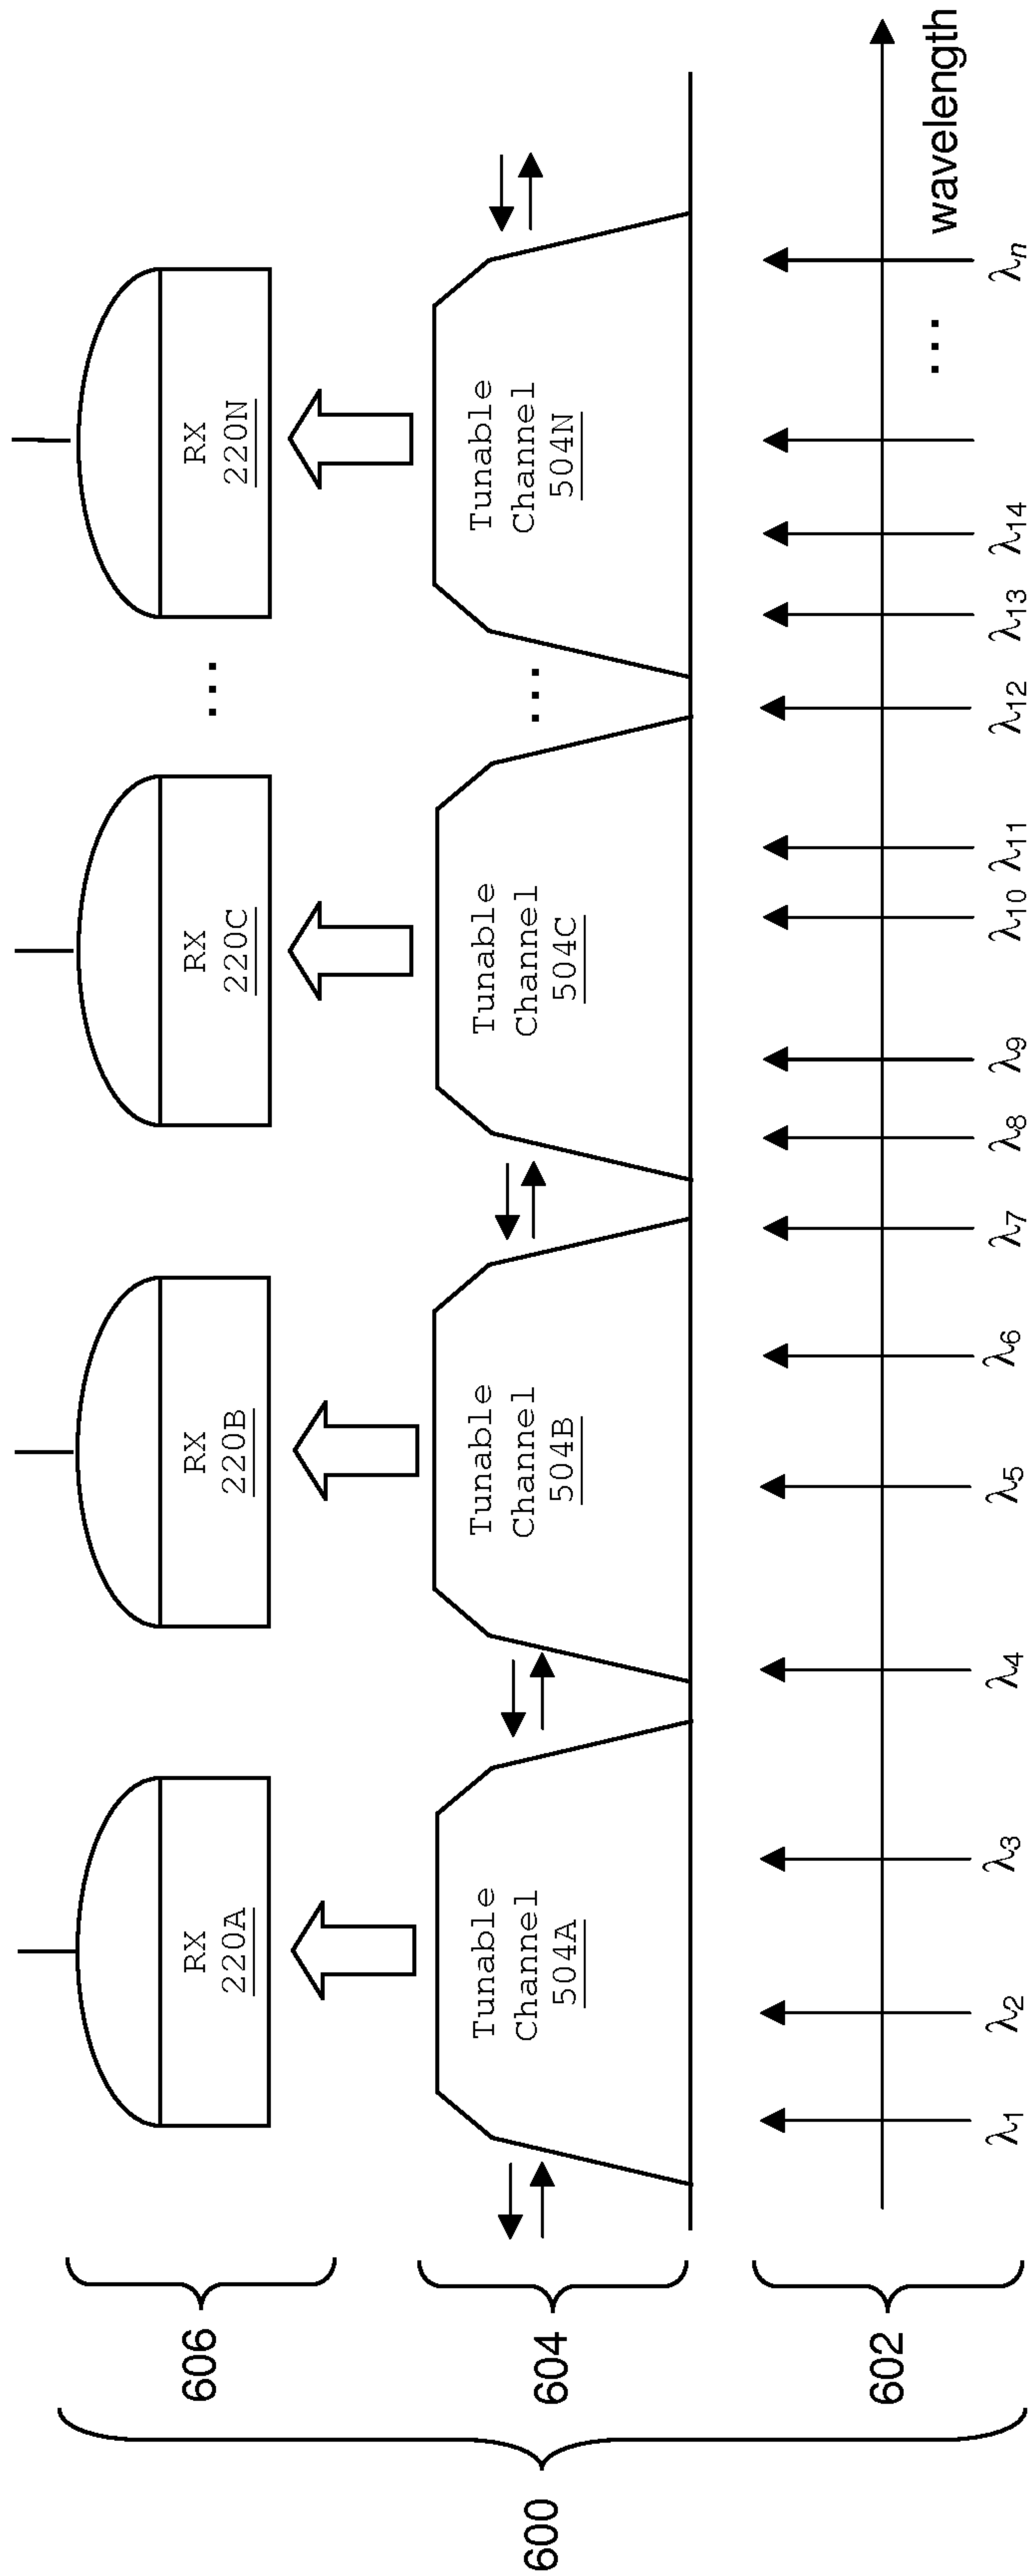 600
606
RX
220A
RX
220B
RX
220C
...
RX
220N
604
Tunable
Channel
504A
Tunable
Channel
504B
Tunable
Channel
504C
...
Tunable
Channel
504N
602
...
wavelength
λ1 λ2 λ3 λ4 λ5 λ6 λ7 λ8 λ9 λ10 λ11 λ12 λ13 λ14 λn